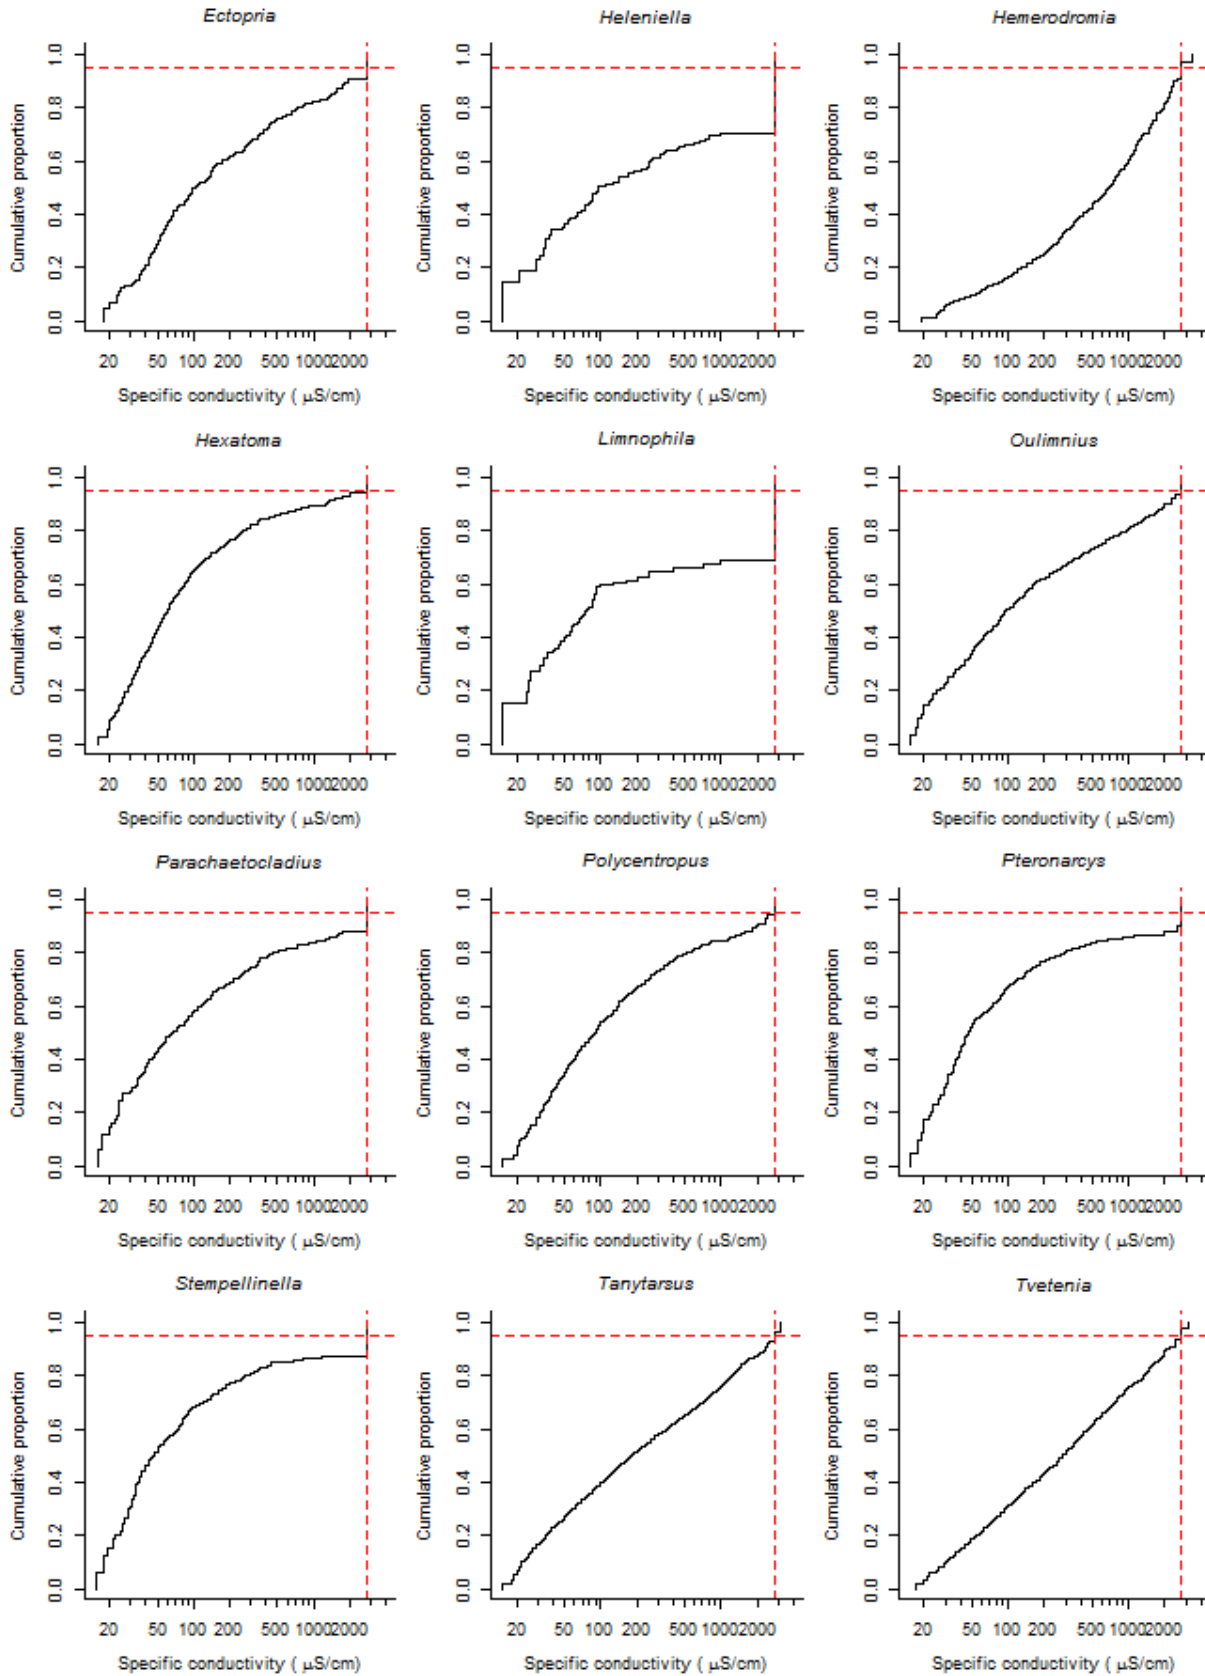 Ectopria Heleniella Hemerodromia
Cumulative proportion Cumulative proportion Cumulative proportion
1.0 1.0 1.0
0.8 0.8 0.8
0.6 0.6 0.6
0.4 0.4 0.4
0.2 0.2 0.2
0.0 0.0 0.0
20 50 100 200 500 1000 2000 20 50 100 200 500 1000 2000 20 50 100 200 500 1000 2000
Specific conductivity ( μS/cm) Specific conductivity ( μS/cm) Specific conductivity ( μS/cm)
Hexatoma Limnophila Oulimnius
Cumulative proportion Cumulative proportion Cumulative proportion
1.0 1.0 1.0
0.8 0.8 0.8
0.6 0.6 0.6
0.4 0.4 0.4
0.2 0.2 0.2
0.0 0.0 0.0
20 50 100 200 500 1000 2000 20 50 100 200 500 1000 2000 20 50 100 200 500 1000 2000
Specific conductivity ( μS/cm) Specific conductivity ( μS/cm) Specific conductivity ( μS/cm)
Parachaetocladius Polycentropus Pteronarcys
Cumulative proportion Cumulative proportion Cumulative proportion
1.0 1.0 1.0
0.8 0.8 0.8
0.6 0.6 0.6
0.4 0.4 0.4
0.2 0.2 0.2
0.0 0.0 0.0
20 50 100 200 500 1000 2000 20 50 100 200 500 1000 2000 20 50 100 200 500 1000 2000
Specific conductivity ( μS/cm) Specific conductivity ( μS/cm) Specific conductivity ( μS/cm)
Stempellinella Tanytarsus Tvetenia
Cumulative proportion Cumulative proportion Cumulative proportion
1.0 1.0 1.0
0.8 0.8 0.8
0.6 0.6 0.6
0.4 0.4 0.4
0.2 0.2 0.2
0.0 0.0 0.0
20 50 100 200 500 1000 2000 20 50 100 200 500 1000 2000 20 50 100 200 500 1000 2000
Specific conductivity ( μS/cm) Specific conductivity ( μS/cm) Specific conductivity ( μS/cm)